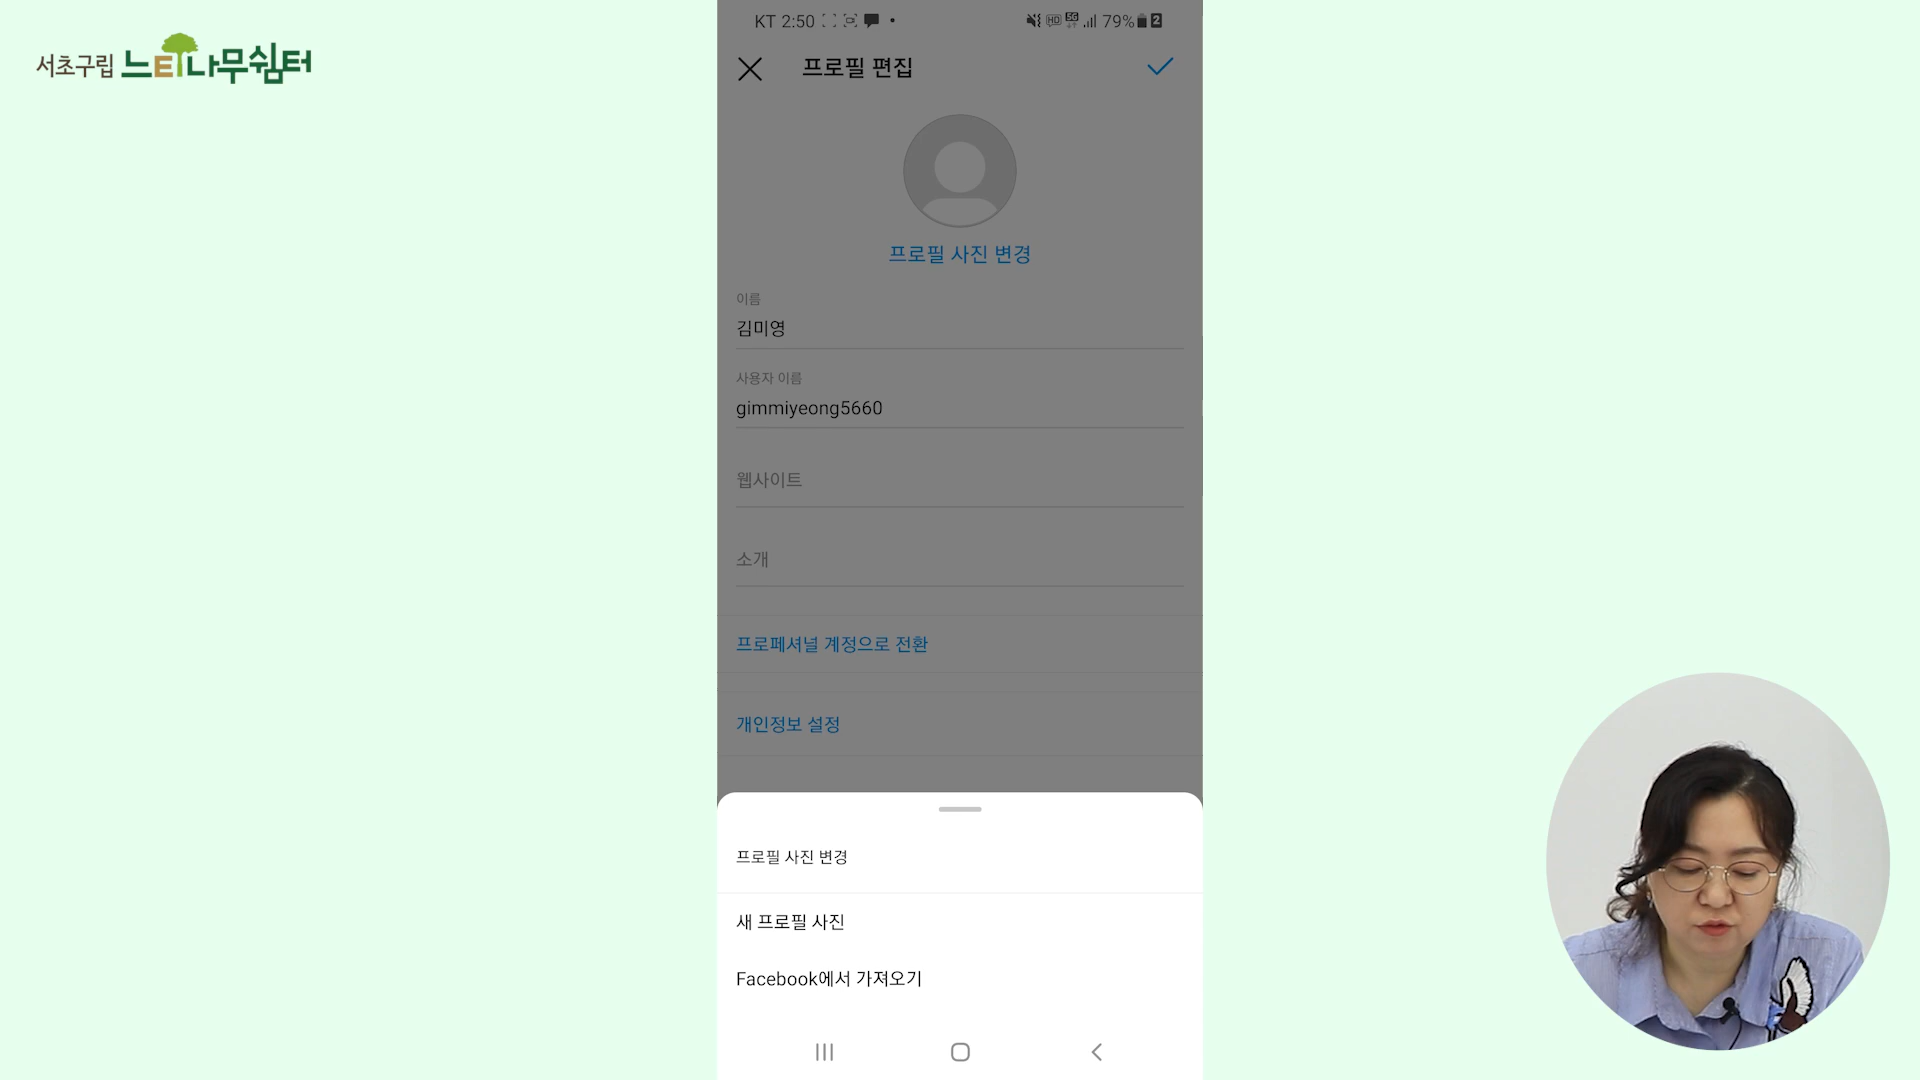 서초구립 느티나무쉼터
KT 2:50
HD 5G 79% 2
프로필 편집
프로필 사진 변경
이름
김미영
사용자 이름
gimmiyeong5660
웹사이트
소개
프로페셔널 계정으로 전환
개인정보 설정
프로필 사진 변경
새 프로필 사진
Facebook에서 가져오기